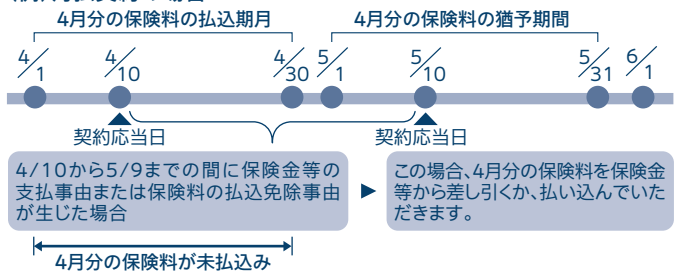 4月分の保険料の払込期月 4月分の保険料の猶予期間
4/1 4/10 4/30 5/1 5/10 5/31 6/1
契約応当日 契約応当日
4/10から5/9までの間に保険金等の
支払事由または保険料の払込免除事由
が生じた場合
この場合、4月分の保険料を保険金
等から差し引くか、払い込んでいた
だきます。
4月分の保険料が未払込み